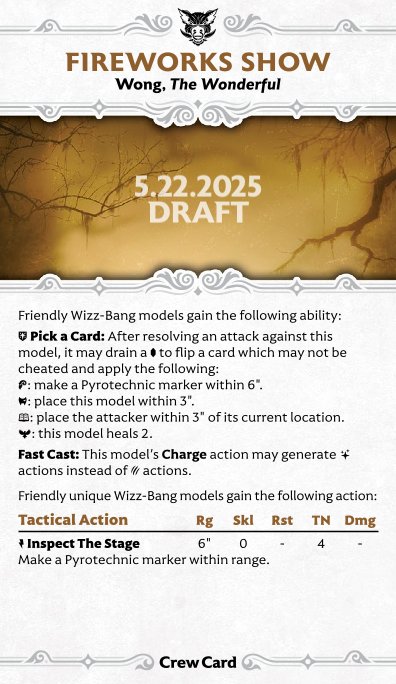 FIREWORKS SHOW
Wong, The Wonderful
5.22.2025
DRAFT
Friendly Wizz-Bang models gain the following ability:
Pick a Card: After resolving an attack against this
model, it may drain a to flip a card which may not be
cheated and apply the following:
: make a Pyrotechnic marker within 6".
: place this model within 3".
: place the attacker within 3" of its current location.
: this model heals 2.
Fast Cast: This model's Charge action may generate
actions instead of actions.
Friendly unique Wizz-Bang models gain the following action:
Tactical Action Rg Skl Rst TN Dmg
Inspect The Stage 6" 0 - 4 -
Make a Pyrotechnic marker within range.
Crew Card